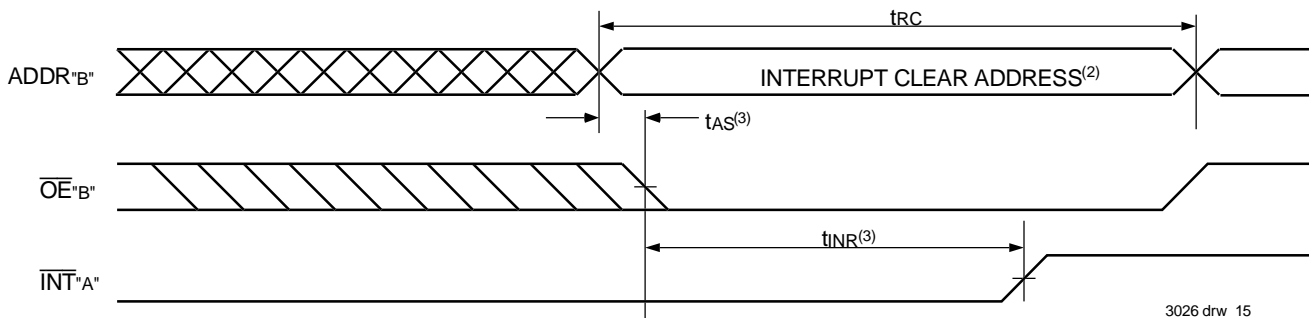 tRC
ADDR"B"
INTERRUPT CLEAR ADDRESS(2)
tAS(3)
OE"B"
tINR(3)
INT"A"
3026 drw 15